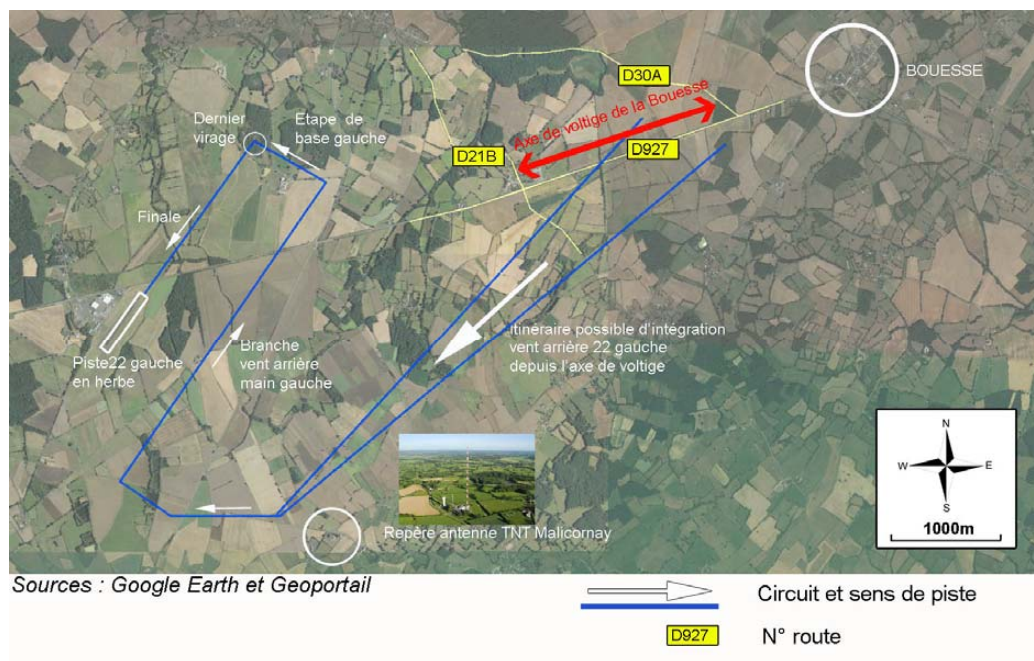 BOUESSE
D30A
Axe de voltige de la Bouesse
Dernier
virage
Etape de
base gauche
D21B
D927
Finale
Itinéraire possible d'intégration
vent arrière 22 gauche
depuis l'axe de voltige
Piste22 gauche
en herbe
Branche
vent arrière
main gauche
N
W
E
S
1000m
Repère antenne TNT Malicornay
Sources : Google Earth et Geoportail
Circuit et sens de piste
D927
N° route